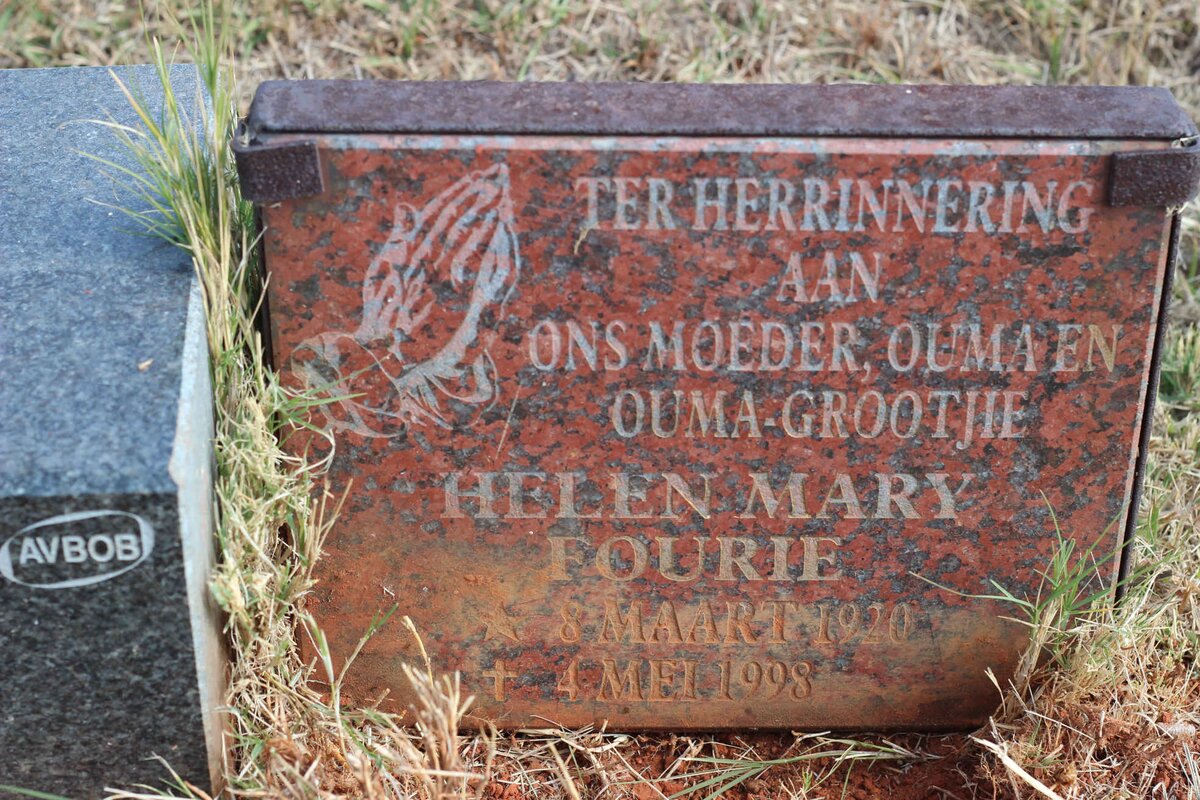 TER HERRINNERING
AAN
ONS MOEDER, OUMA EN
OUMA-GROOTJIE
HELEN MARY
FOURIE
8 MAART 1920
4 MEI 1998
AVBOB